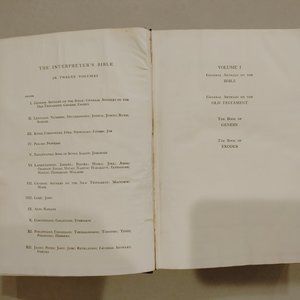 THE INTERPRETER'S BIBLE
IN TWELVE VOLUMES
VOLUME
I. General Articles on the Bible; General Articles on the
Old Testament; Genesis; Exodus
II. Leviticus; Numbers; Deuteronomy; Joshua; Judges; Ruth;
Samuel
III. Kings; Chronicles; Ezra; Nehemiah; Esther; Job
IV. Psalms; Proverbs
V. Ecclesiastes; Song of Songs; Isaiah; Jeremiah
VI. Lamentations; Ezekiel; Daniel; Hosea; Joel; Amos;
Obadiah; Jonah; Micah; Nahum; Habakkuk; Zephaniah;
Haggai; Zechariah; Malachi
VII. General Articles on the New Testament; Matthew;
Mark
VIII. Luke; John
IX. Acts; Romans
X. Corinthians; Galatians; Ephesians
XI. Philippians; Colossians; Thessalonians; Timothy; Titus;
Philemon; Hebrews
XII. James; Peter; John; Jude; Revelation; General Articles;
Indexes
VOLUME I
General Articles on the
BIBLE
General Articles on the
OLD TESTAMENT
The Book of
GENESIS
The Book of
EXODUS